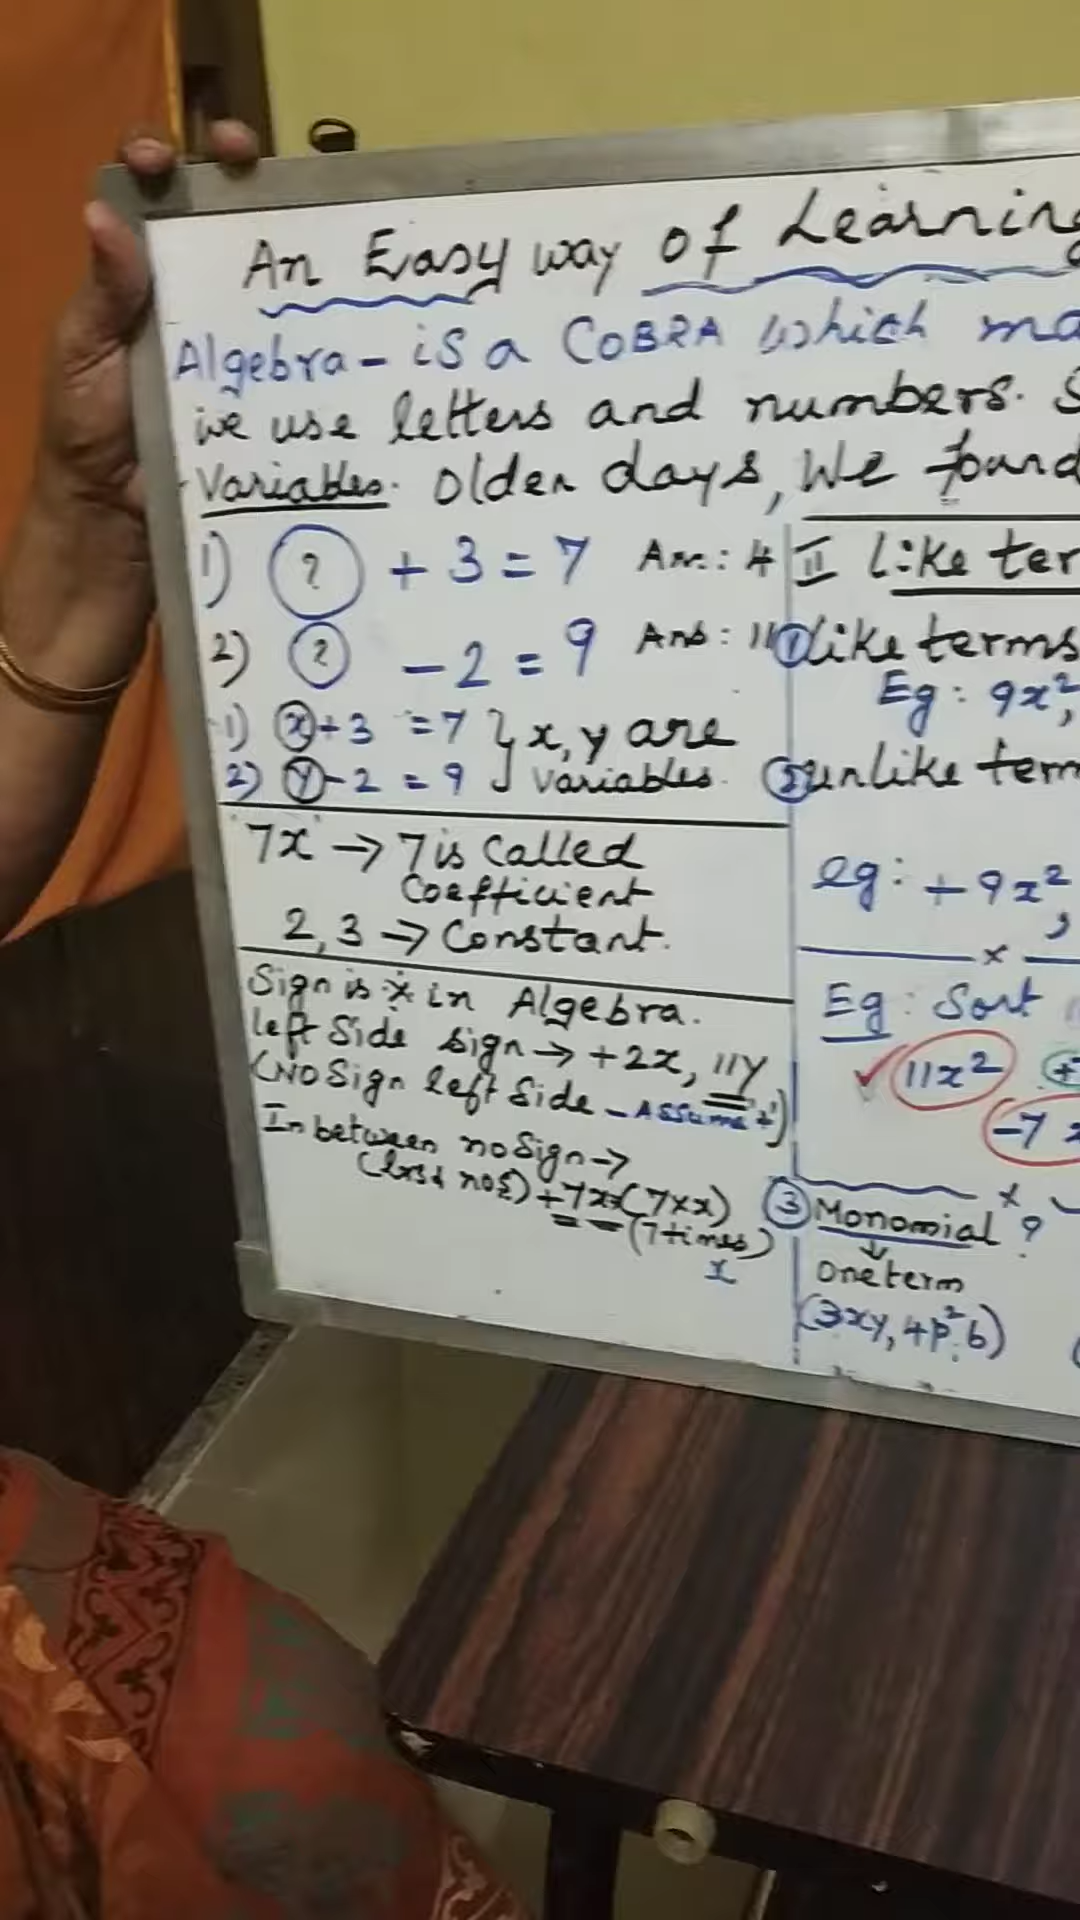 An Easy way of Learning
Algebra - is a COBRA which ma
we use letters and numbers. S
Variables. Older days, We found
1) ? + 3 = 7 Ans: 4
2) ? - 2 = 9 Ans: 11
1) x + 3 = 7 } x, y are
2) y - 2 = 9 Variables.
7x → 7 is Called
Coefficient
2, 3 → Constant.
Sign is in Algebra.
left Side sign → +2x, 11y
(No Sign left Side - Assume '+')
In between no Sign →
+7x (7×x)
(7 times)
x
II like ter
1 like terms
Eg: 9x²,
2 unlike term
eg: +9x²,
x
Eg: Sort
✓ 11x²
-7
x
3 Monomial ?
↓
One term
(3xy, 4p²b)